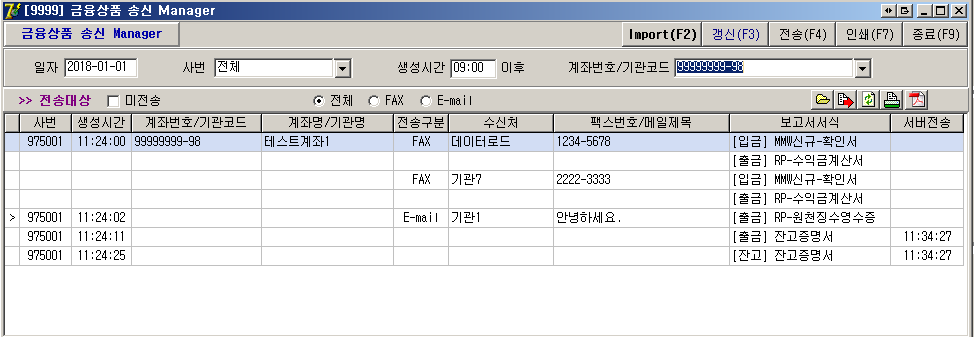 [9999] 금융상품 송신 Manager
금융상품 송신 Manager Import(F2) 갱신(F3) 전송(F4) 인쇄(F7) 종료(F9)
일자 2018-01-01 사번 전체 생성시간 09:00 이후 계좌번호/기관코드 99999999-98
>> 전송대상 미전송 전체 FAX E-mail
사번 생성시간 계좌번호/기관코드 계좌명/기관명 전송구분 수신처 팩스번호/메일제목 보고서서식 서버전송
975001 11:24:00 99999999-98 테스트계좌1 FAX 데이터로드 1234-5678 [입금] MMW신규-확인서
[출금] RP-수익금계산서
FAX 기관7 2222-3333 [입금] MMW신규-확인서
[출금] RP-수익금계산서
> 975001 11:24:02 E-mail 기관1 안녕하세요. [출금] RP-원천징수영수증
975001 11:24:11 [출금] 잔고증명서 11:34:27
975001 11:24:25 [잔고] 잔고증명서 11:34:27